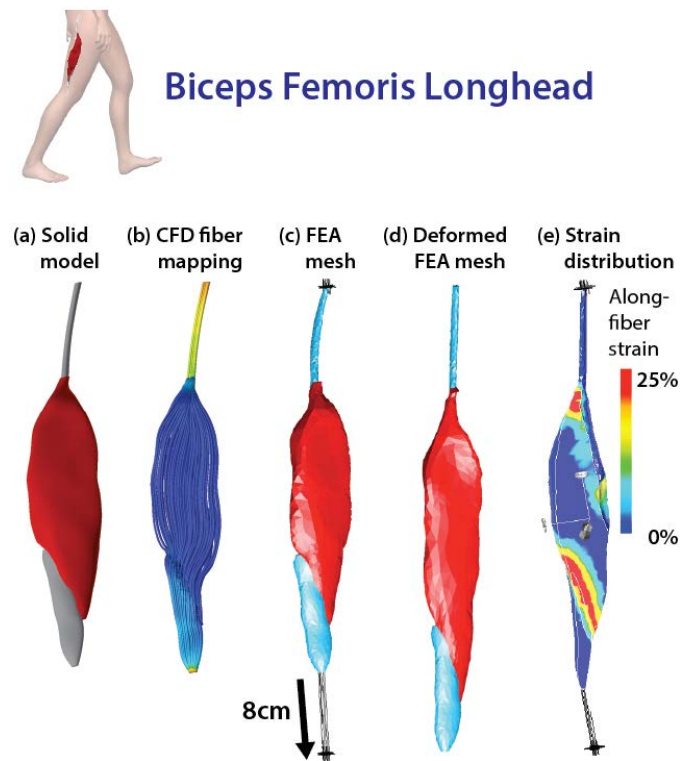 Biceps Femoris Longhead
(a) Solid model
(b) CFD fiber mapping
(c) FEA mesh
(d) Deformed FEA mesh
(e) Strain distribution
Along-
fiber
strain
25%
0%
8cm